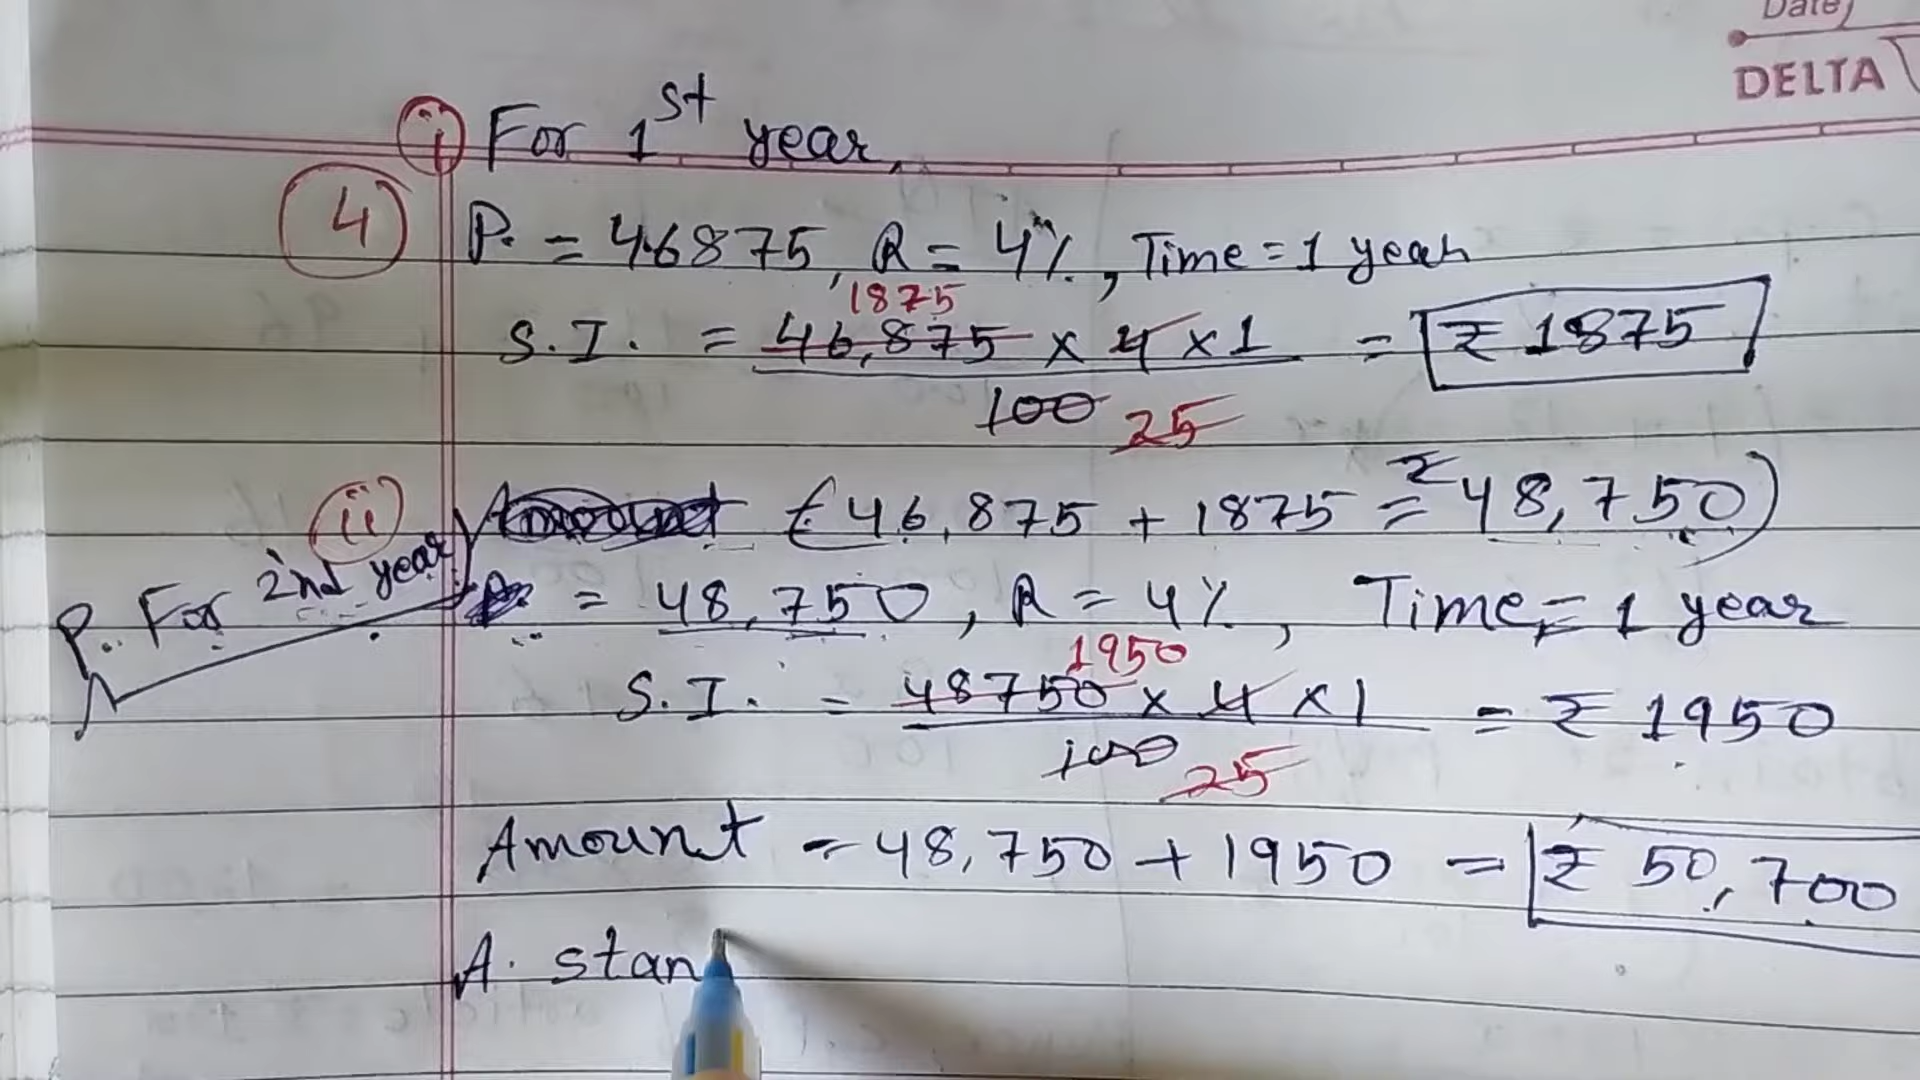 Date
DELTA
i For 1st year,
4 P. = 46875, R = 4%, Time = 1 year
1875
S.I. = 46,875 x 4 x 1 = ₹ 1875
100 25
ii Amount (46,875 + 1875 = ₹ 48,750)
P. For 2nd year = 48,750, R = 4%, Time = 1 year
1950
S.I. = 48750 x 4 x 1 = ₹ 1950
100 25
Amount = 48,750 + 1950 = ₹ 50,700
A. stan